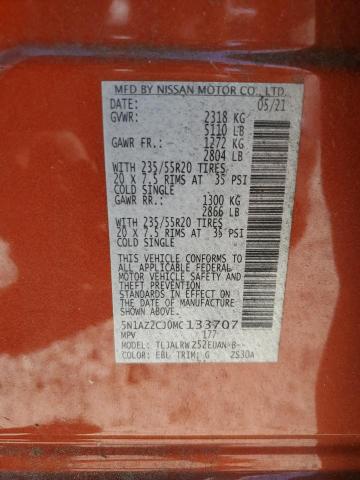 MFD BY NISSAN MOTOR CO., LTD.
DATE: 05/21
GVWR: 2318 KG
5110 LB
GAWR FR.: 1272 KG
2804 LB
WITH 235/55R20 TIRES
20 X 7.5 RIMS AT 35 PSI
COLD SINGLE
GAWR RR.: 1300 KG
2866 LB
WITH 235/55R20 TIRES
20 X 7.5 RIMS AT 35 PSI
COLD SINGLE
THIS VEHICLE CONFORMS TO ALL
APPLICABLE FEDERAL
MOTOR VEHICLE SAFETY
AND THEFT PREVENTION
STANDARDS IN EFFECT ON THE
DATE OF MANUFACTURE
SHOWN ABOVE.
5N1AZ2CJ0MC133707
MPV 177
MODEL: TLJALRWZ52EUAN-B--
COLOR: EBL TRIM: G ZS30A